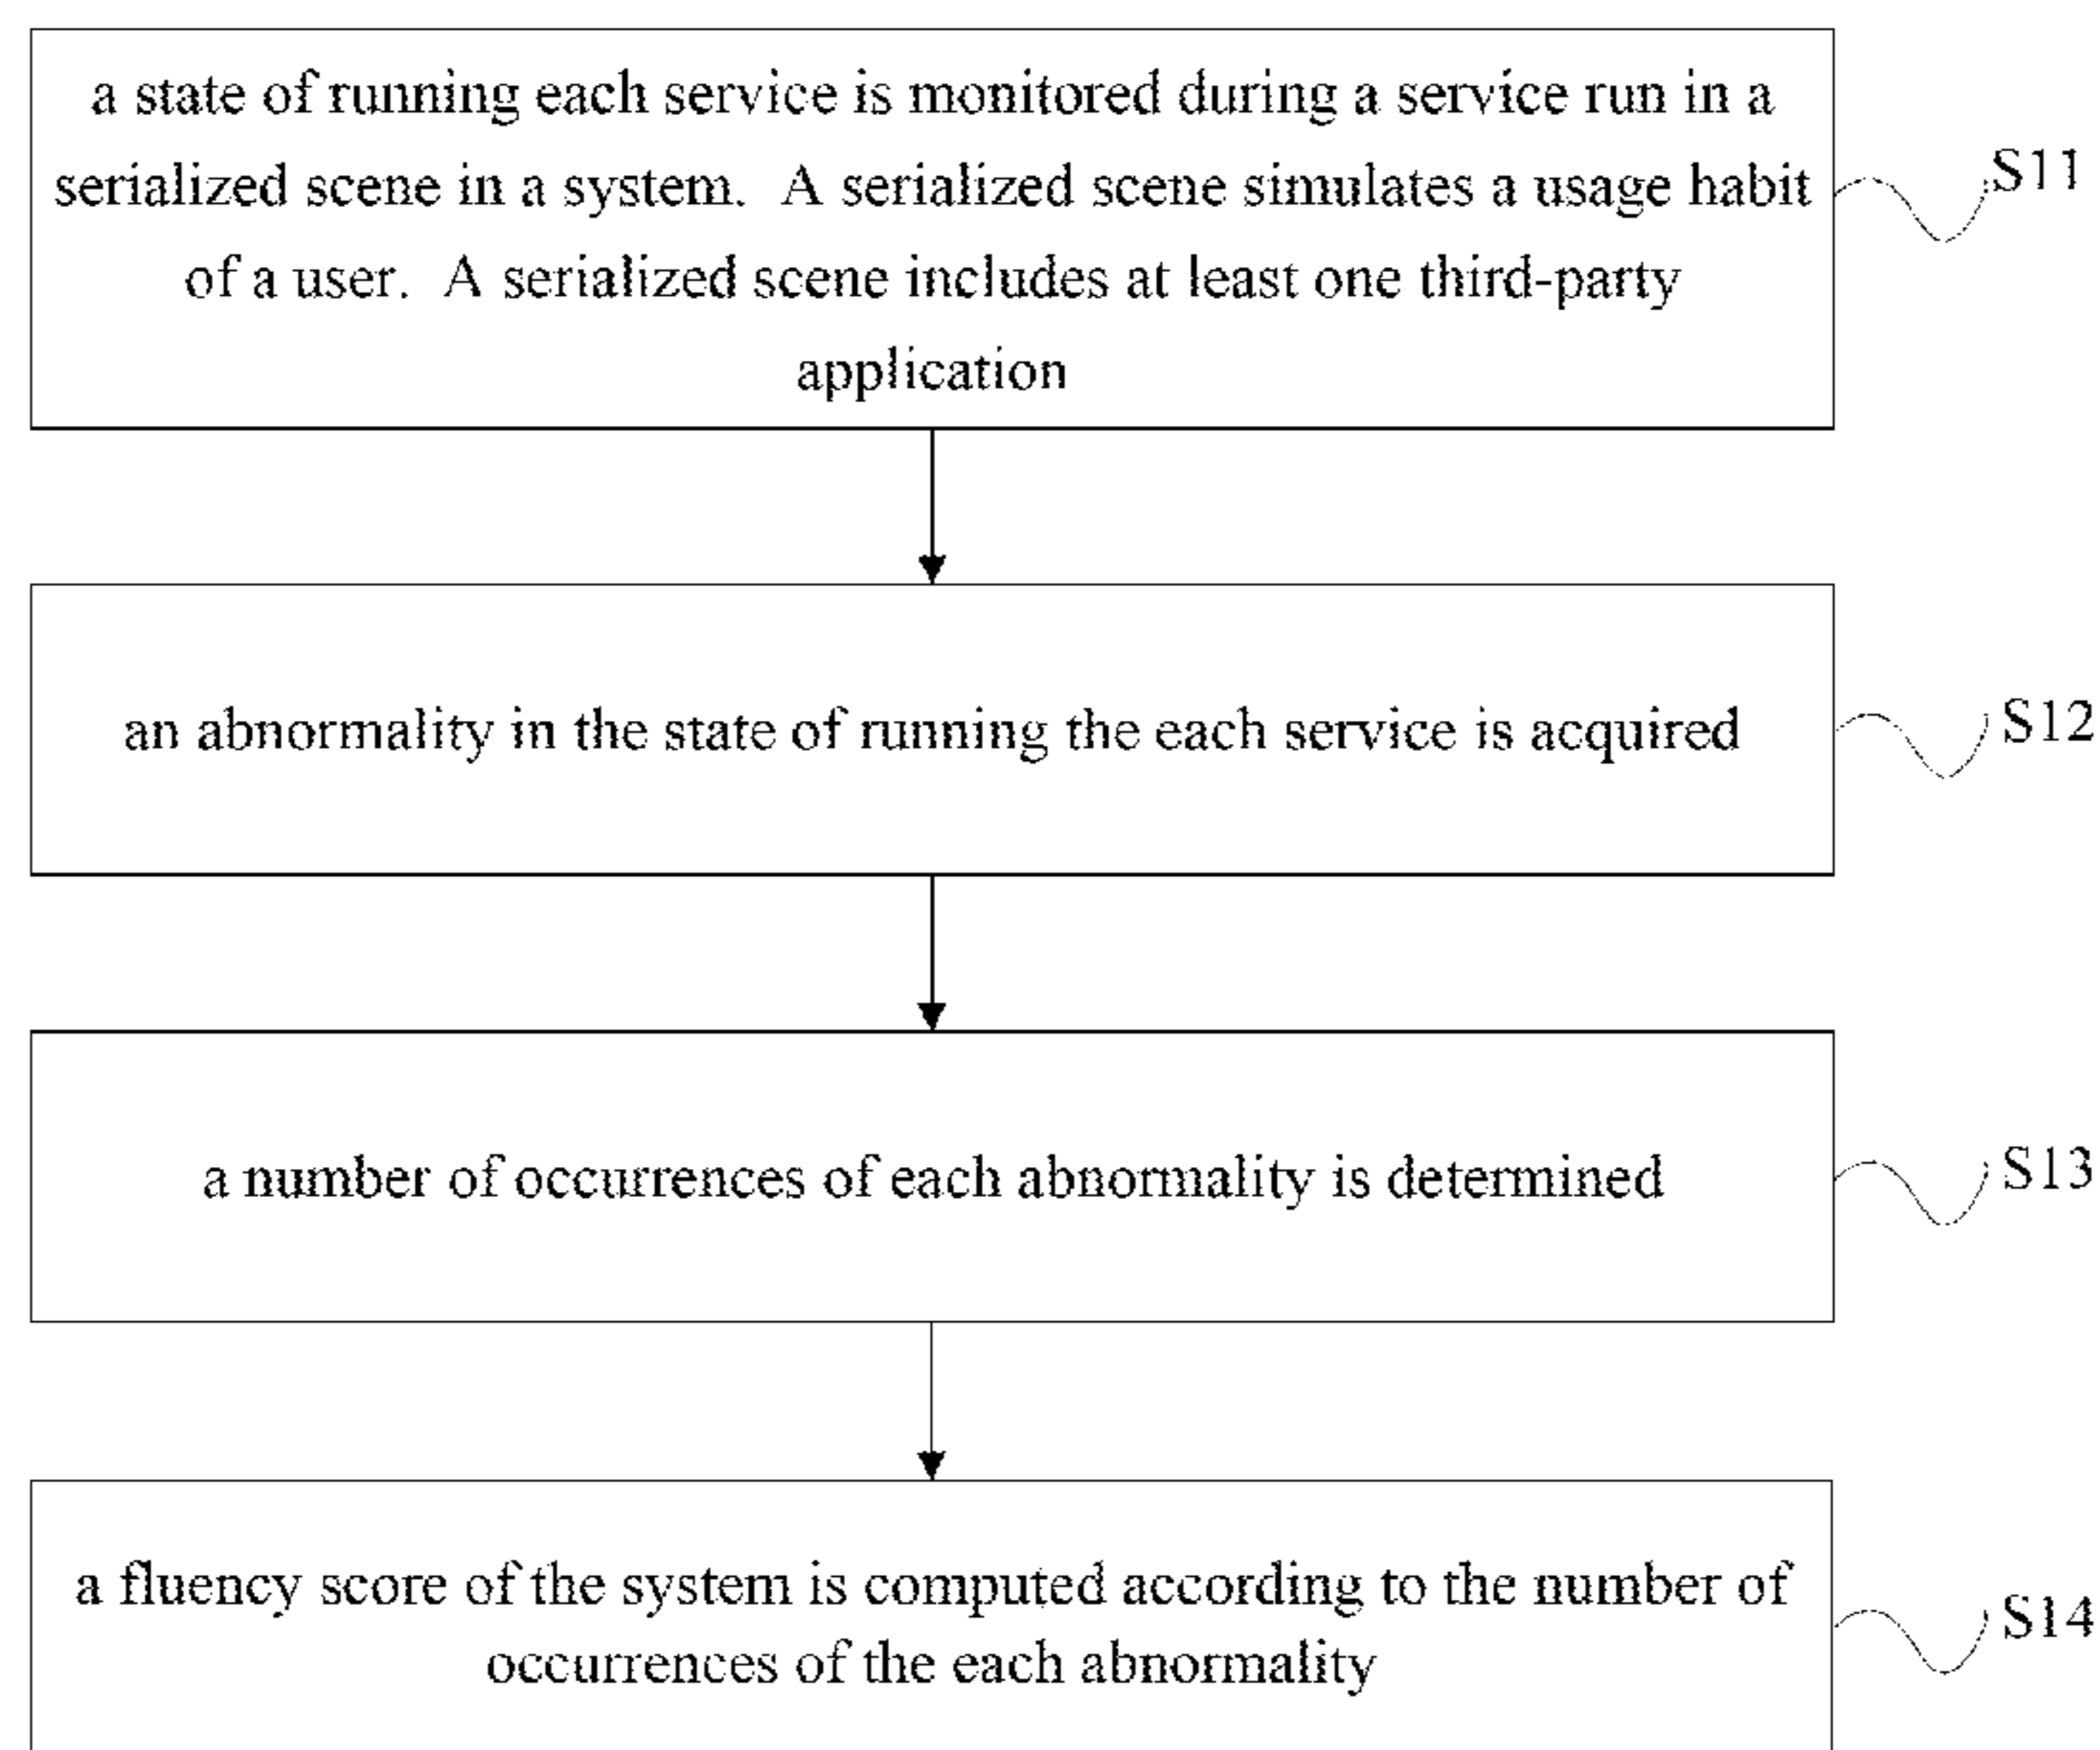 a state of running each service is monitored during a service run in a
serialized scene in a system. A serialized scene simulates a usage habit
of a user. A serialized scene includes at least one third-party
application
S11
an abnormality in the state of running the each service is acquired
S12
a number of occurrences of each abnormality is determined
S13
a fluency score of the system is computed according to the number of
occurrences of the each abnormality
S14